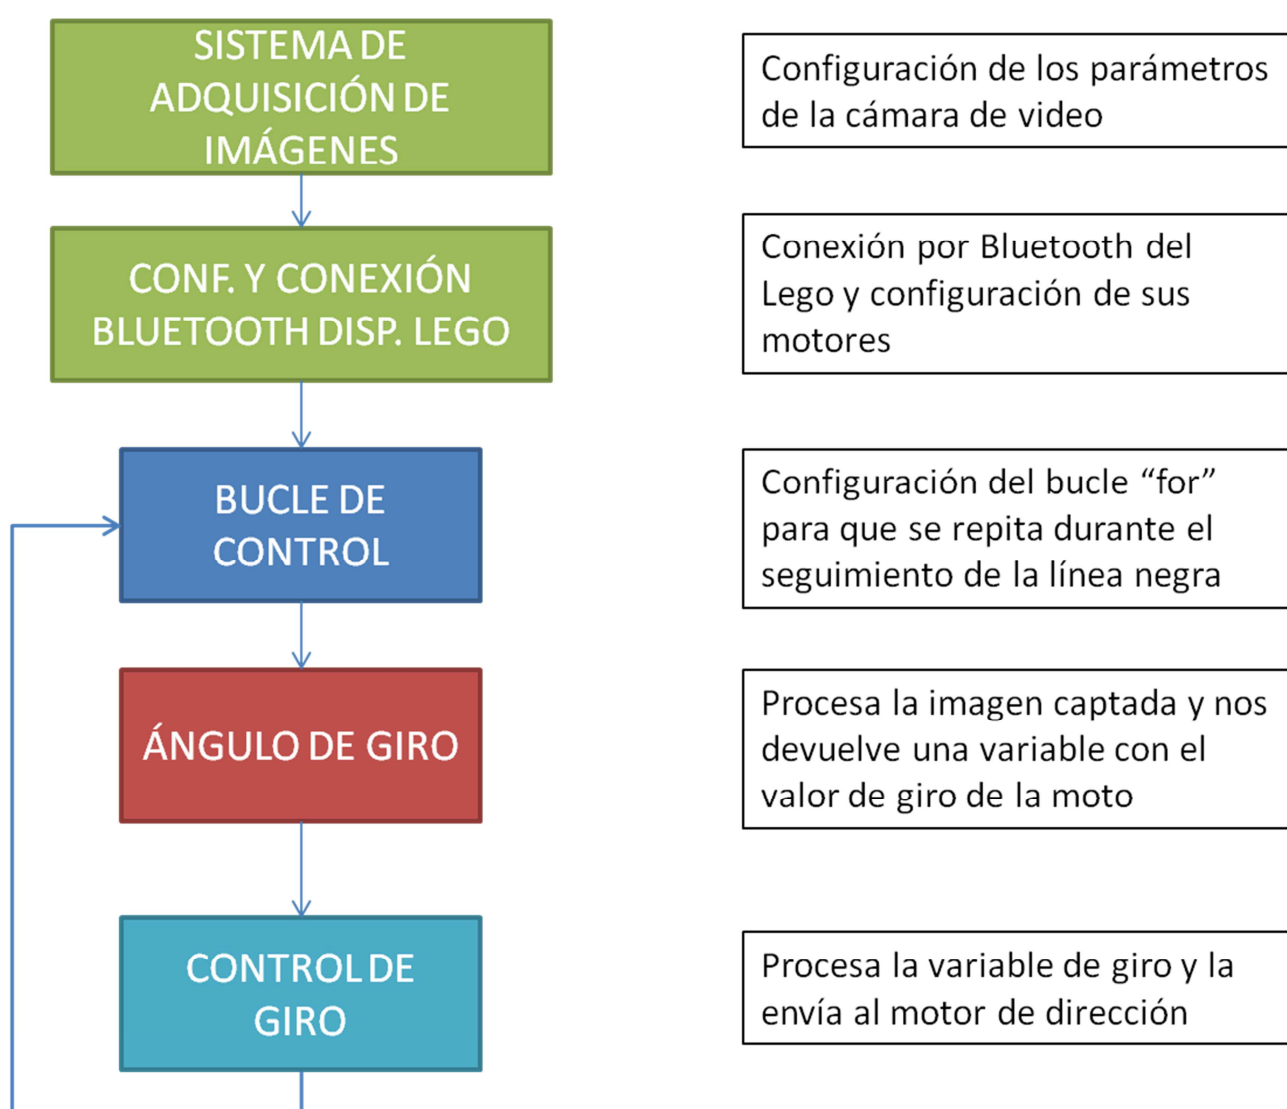 SISTEMA DE
ADQUISICIÓN DE
IMÁGENES
Configuración de los parámetros
de la cámara de video
CONF. Y CONEXIÓN
BLUETOOTH DISP. LEGO
Conexión por Bluetooth del
Lego y configuración de sus
motores
BUCLE DE
CONTROL
Configuración del bucle “for”
para que se repita durante el
seguimiento de la línea negra
ÁNGULO DE GIRO
Procesa la imagen captada y nos
devuelve una variable con el
valor de giro de la moto
CONTROL DE
GIRO
Procesa la variable de giro y la
envía al motor de dirección